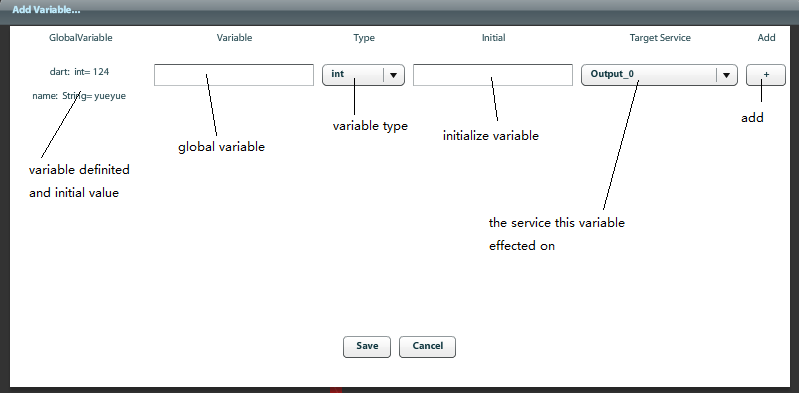 Add Variable...
GlobalVariable Variable Type Initial Target Service Add
dart: int= 124
int
Output_0
+
name: String= yueyue
global variable
variable type
initialize variable
add
variable definited
and initial value
the service this variable
effected on
Save Cancel